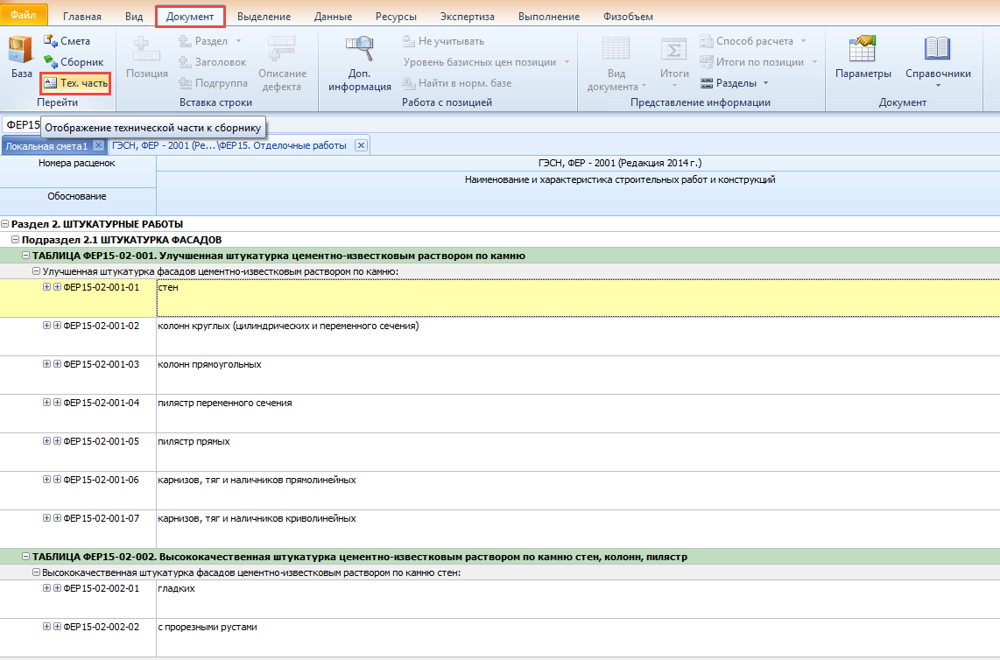 Файл Главная Вид Документ Выделение Данные Ресурсы Экспертиза Выполнение Физобъем
Смета
Сборник
Тех. часть
База
Перейти
Позиция
Раздел
Заголовок
Подгруппа
Описание
дефекта
Вставка строки
Доп.
информация
Не учитывать
Уровень базисных цен позиции
Найти в норм. базе
Работа с позицией
Вид
документа
Итоги
Способ расчета
Итоги по позиции
Разделы
Представление информации
Параметры
Справочники
Документ
ФЕР15
Отображение технической части к сборнику
Локальная смета1 ГЭСН, ФЕР - 2001 (Ре...\ФЕР15. Отделочные работы
Номера расценок
ГЭСН, ФЕР - 2001 (Редакция 2014 г.)
Наименование и характеристика строительных работ и конструкций
Обоснование
Раздел 2. ШТУКАТУРНЫЕ РАБОТЫ
Подраздел 2.1 ШТУКАТУРКА ФАСАДОВ
ТАБЛИЦА ФЕР15-02-001. Улучшенная штукатурка цементно-известковым раствором по камню
Улучшенная штукатурка фасадов цементно-известковым раствором по камню:
ФЕР15-02-001-01 стен
ФЕР15-02-001-02 колонн круглых (цилиндрических и переменного сечения)
ФЕР15-02-001-03 колонн прямоугольных
ФЕР15-02-001-04 пилястр переменного сечения
ФЕР15-02-001-05 пилястр прямых
ФЕР15-02-001-06 карнизов, тяг и наличников прямолинейных
ФЕР15-02-001-07 карнизов, тяг и наличников криволинейных
ТАБЛИЦА ФЕР15-02-002. Высококачественная штукатурка цементно-известковым раствором по камню стен, колонн, пилястр
Высококачественная штукатурка фасадов цементно-известковым раствором по камню стен:
ФЕР15-02-002-01 гладких
ФЕР15-02-002-02 с прорезными рустами